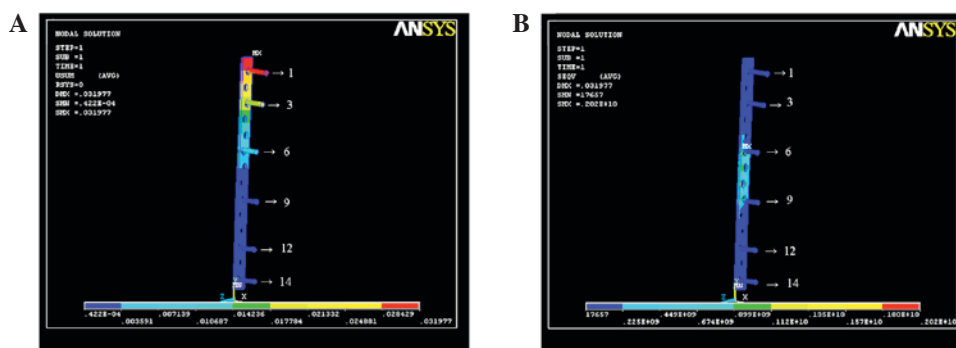 A
ANSYS
NODAL SOLUTION
STEP=1
SUB =1
TIME=1
USUM (AVG)
RSYS=0
DMX =.031977
SMN =.422E-04
SMX =.031977
MX
→ 1
→ 3
→ 6
→ 9
→ 12
→ 14
MN
Z X
.422E-04 .007139 .014236 .021332 .028429
.003591 .010687 .017784 .024881 .031977
B
ANSYS
NODAL SOLUTION
STEP=1
SUB =1
TIME=1
SEQV (AVG)
DMX =.031977
SMN =17657
SMX =.202E+10
→ 1
→ 3
MX
→ 6
→ 9
→ 12
→ 14
MN
Z X
17657 .449E+09 .899E+09 .135E+10 .180E+10
.225E+09 .674E+09 .112E+10 .157E+10 .202E+10